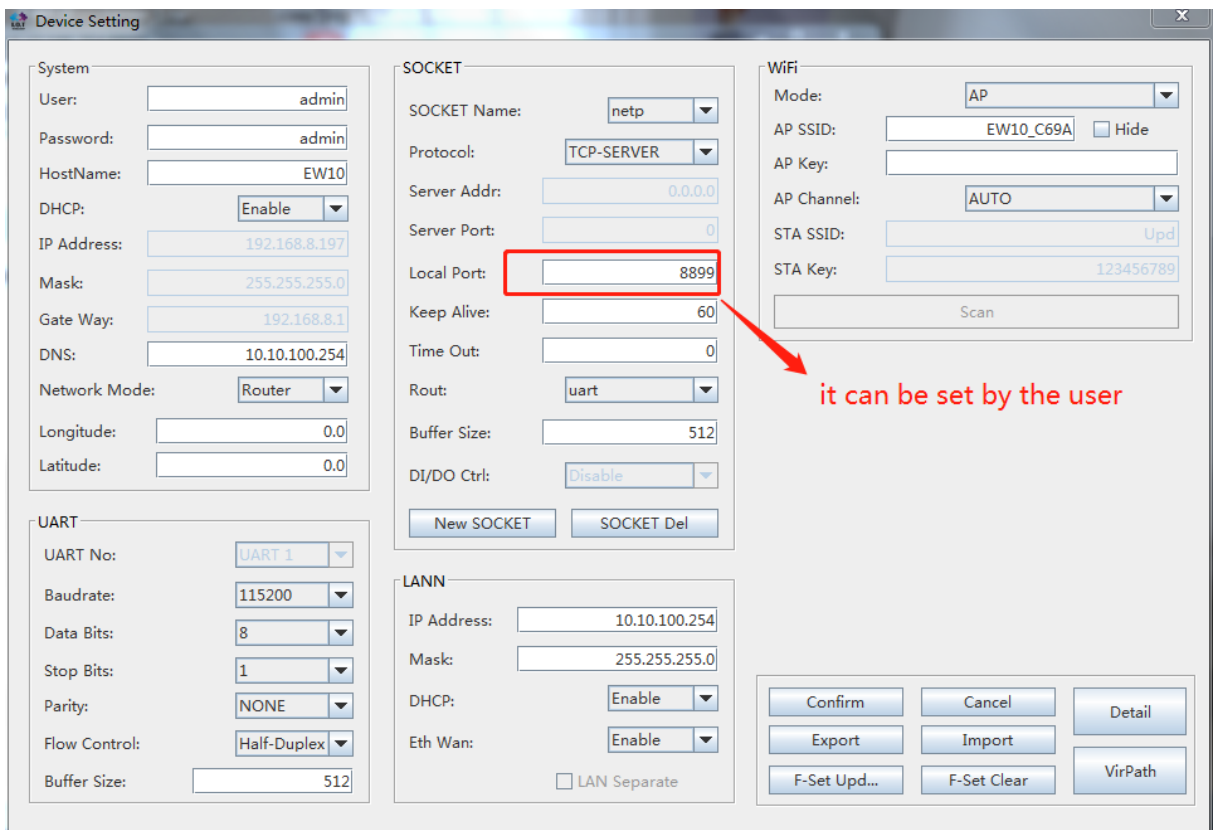 Device Setting
System
User: admin
Password: admin
HostName: EW10
DHCP: Enable
IP Address: 192.168.8.197
Mask: 255.255.255.0
Gate Way: 192.168.8.1
DNS: 10.10.100.254
Network Mode: Router
Longitude: 0.0
Latitude: 0.0
UART
UART No: UART 1
Baudrate: 115200
Data Bits: 8
Stop Bits: 1
Parity: NONE
Flow Control: Half-Duplex
Buffer Size: 512
SOCKET
SOCKET Name: netp
Protocol: TCP-SERVER
Server Addr: 0.0.0.0
Server Port: 0
Local Port: 8899
Keep Alive: 60
Time Out: 0
Rout: uart
Buffer Size: 512
DI/DO Ctrl: Disable
New SOCKET SOCKET Del
LANN
IP Address: 10.10.100.254
Mask: 255.255.255.0
DHCP: Enable
Eth Wan: Enable
LAN Separate
WiFi
Mode: AP
AP SSID: EW10_C69A Hide
AP Key:
AP Channel: AUTO
STA SSID: Upd
STA Key: 123456789
Scan
it can be set by the user
Confirm Cancel Detail
Export Import
F-Set Upd... F-Set Clear VirPath